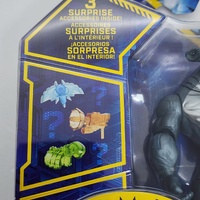 3
SURPRISE
ACCESSORIES INSIDE!
ACCESSOIRES
SURPRISES
À L'INTÉRIEUR !
¡ACCESORIOS
SORPRESA
EN EL INTERIOR!
? ?
? ?